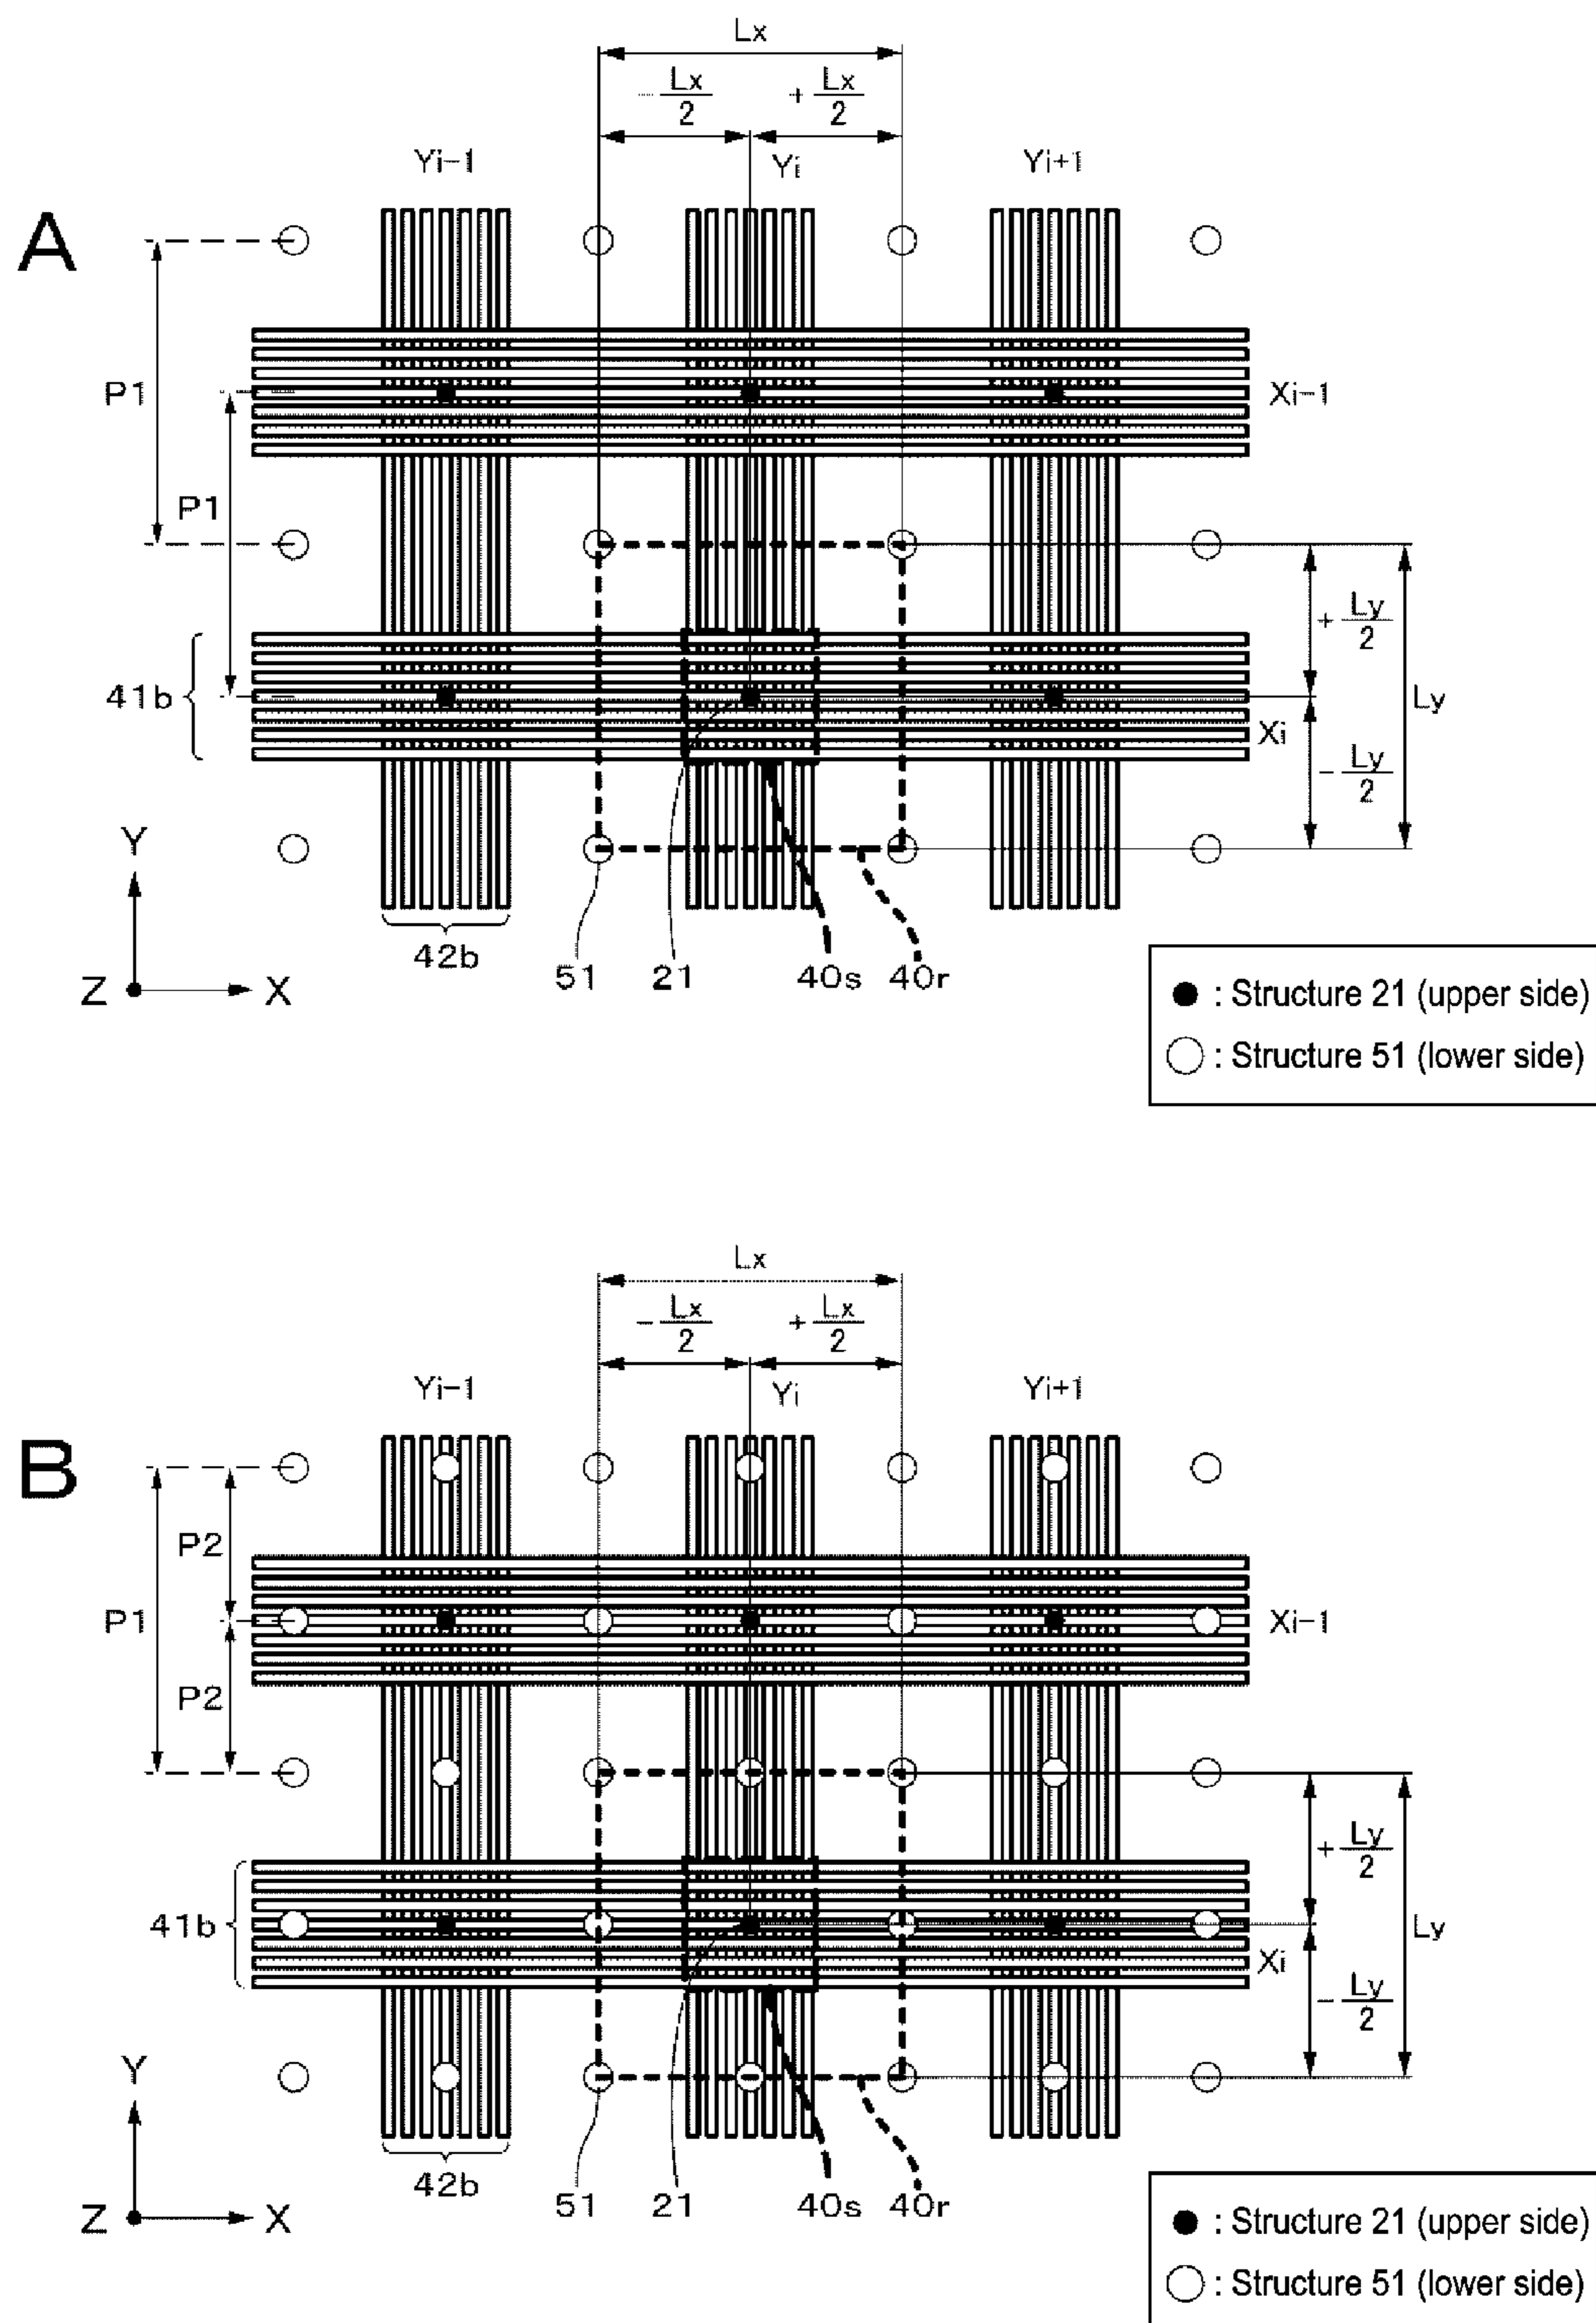 Lx
- Lx/2
+ Lx/2
Yi-1
Yi
Yi+1
A
P1
Xi-1
P1
+ Ly/2
41b
Ly
Xi
- Ly/2
Y
42b
51
21
40s
40r
Z
X
: Structure 21 (upper side)
: Structure 51 (lower side)
Lx
- Lx/2
+ Lx/2
Yi-1
Yi
Yi+1
B
P2
P1
Xi-1
P2
+ Ly/2
41b
Ly
Xi
- Ly/2
Y
42b
51
21
40s
40r
Z
X
: Structure 21 (upper side)
: Structure 51 (lower side)